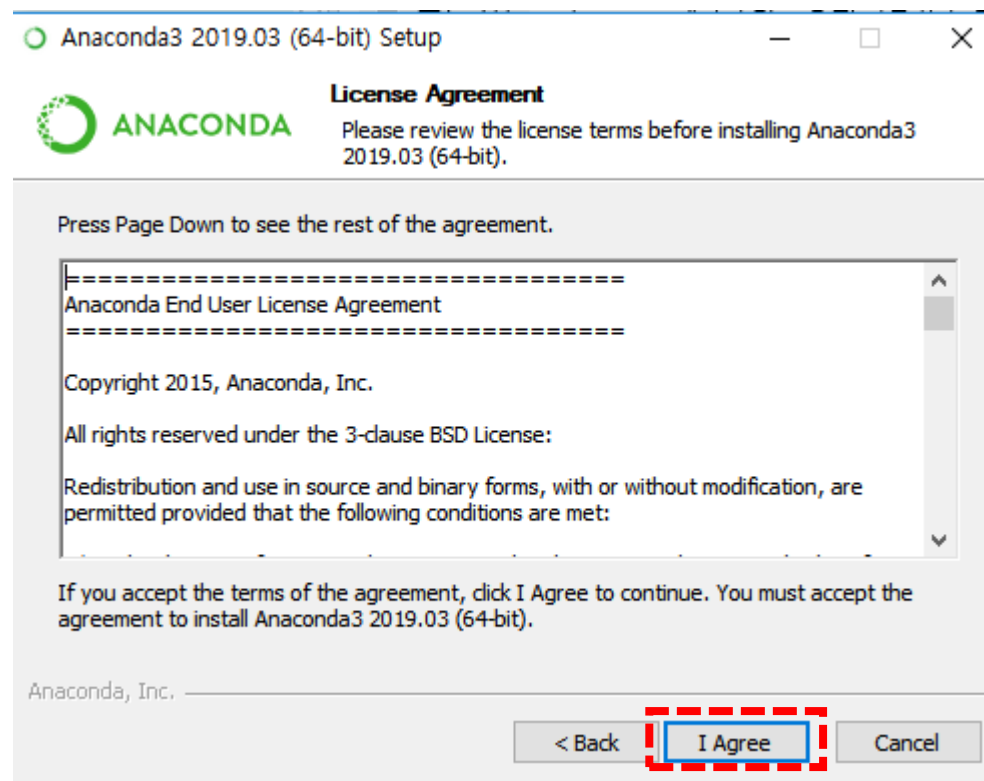 Anaconda3 2019.03 (64-bit) Setup
ANACONDA
License Agreement
Please review the license terms before installing Anaconda3
2019.03 (64-bit).
Press Page Down to see the rest of the agreement.
===================================
Anaconda End User License Agreement
===================================
Copyright 2015, Anaconda, Inc.
All rights reserved under the 3-clause BSD License:
Redistribution and use in source and binary forms, with or without modification, are
permitted provided that the following conditions are met:
If you accept the terms of the agreement, click I Agree to continue. You must accept the
agreement to install Anaconda3 2019.03 (64-bit).
Anaconda, Inc.
< Back
I Agree
Cancel